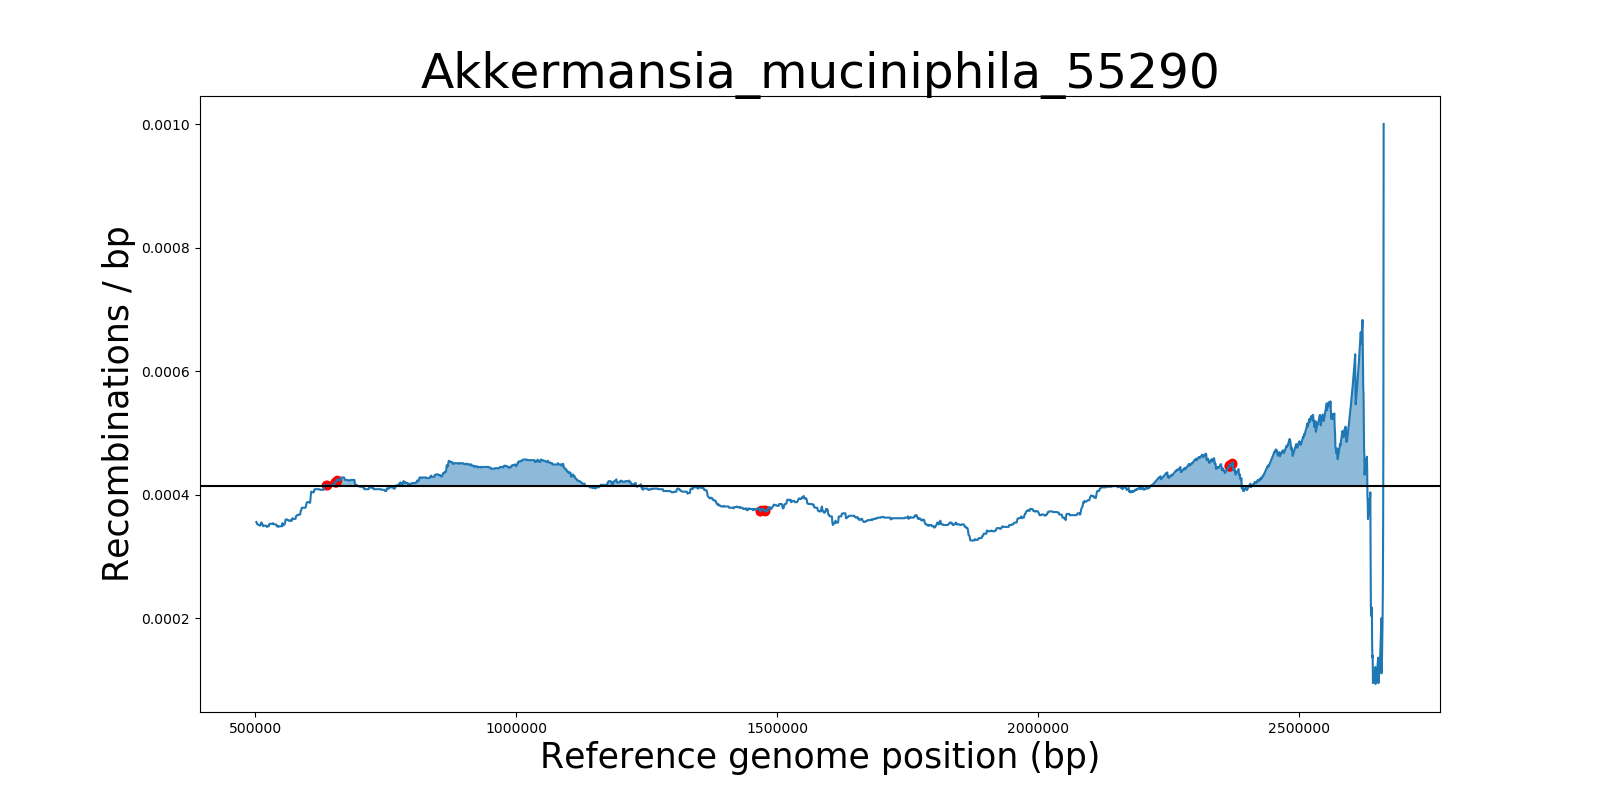 Akkermansia_muciniphila_55290
Recombinations / bp
0.0010
0.0008
0.0006
0.0004
0.0002
500000 1000000 1500000 2000000 2500000
Reference genome position (bp)